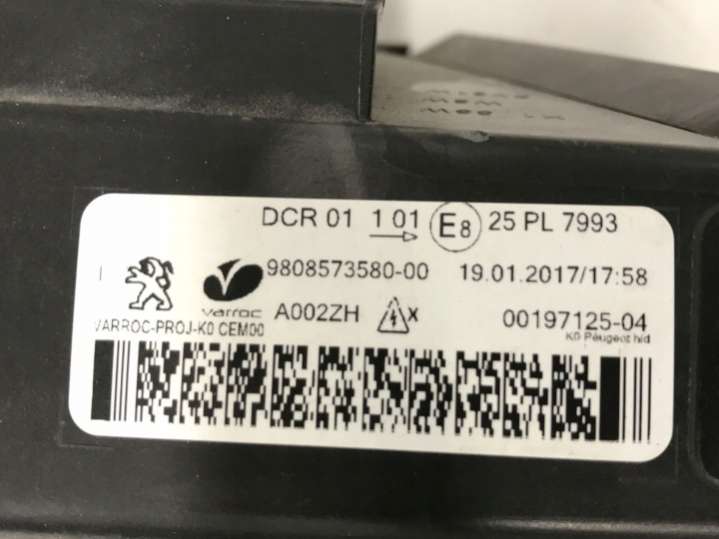 DCR 01 1 01 E8 25 PL 7993
9808573580-00 19.01.2017/17:58
varroc A002ZH X 00197125-04
VARROC-PROJ-K0 CEM00 K0 Peugeot h/d